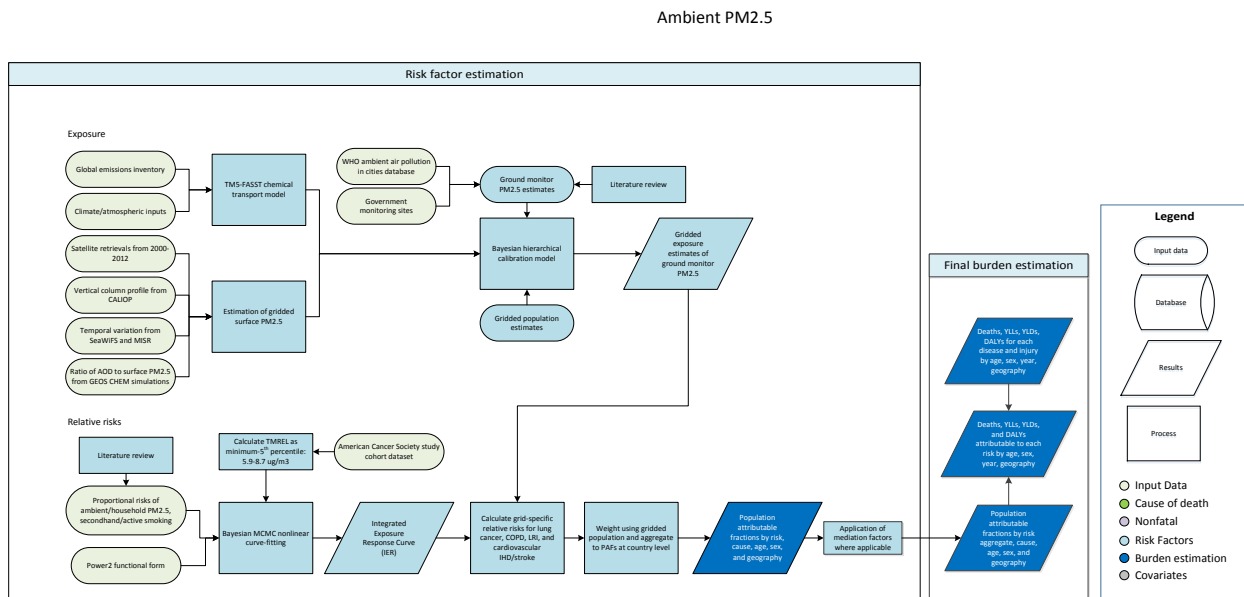 Ambient PM2.5
Risk factor estimation
Exposure
Global emissions inventory
Climate/atmospheric inputs
TM5-FASST chemical
transport model
Satellite retrievals from 2000-
2012
Vertical column profile from
CALIOP
Temporal variation from
SeaWiFS and MISR
Ratio of AOD to surface PM2.5
from GEOS CHEM simulations
Estimation of gridded
surface PM2.5
WHO ambient air pollution
in cities database
Government
monitoring sites
Ground monitor
PM2.5 estimates
Literature review
Bayesian hierarchical
calibration model
Gridded population
estimates
Gridded
exposure
estimates of
ground monitor
PM2.5
Relative risks
Literature review
Proportional risks of
ambient/household PM2.5,
secondhand/active smoking
Power2 functional form
Calculate TMREL as
minimum-5th percentile:
5.9-8.7 ug/m3
American Cancer Society study
cohort dataset
Bayesian MCMC nonlinear
curve-fitting
Integrated
Exposure
Response Curve
(IER)
Calculate grid-specific
relative risks for lung
cancer, COPD, LRI, and
cardiovascular
IHD/stroke
Weight using gridded
population and aggregate
to PAFs at country level
Population
attributable
fractions by risk,
cause, age, sex,
and geography
Application of
mediation factors
where applicable
Final burden estimation
Deaths, YLLs, YLDs,
DALYs for each
disease and injury
by age, sex, year,
geography
Deaths, YLLs, YLDs,
and DALYs
attributable to each
risk by age, sex,
year, geography
Population
attributable
fractions by risk
aggregate, cause,
age, sex, and
geography
Legend
Input data
Database
Results
Process
Input Data
Cause of death
Nonfatal
Risk Factors
Burden estimation
Covariates